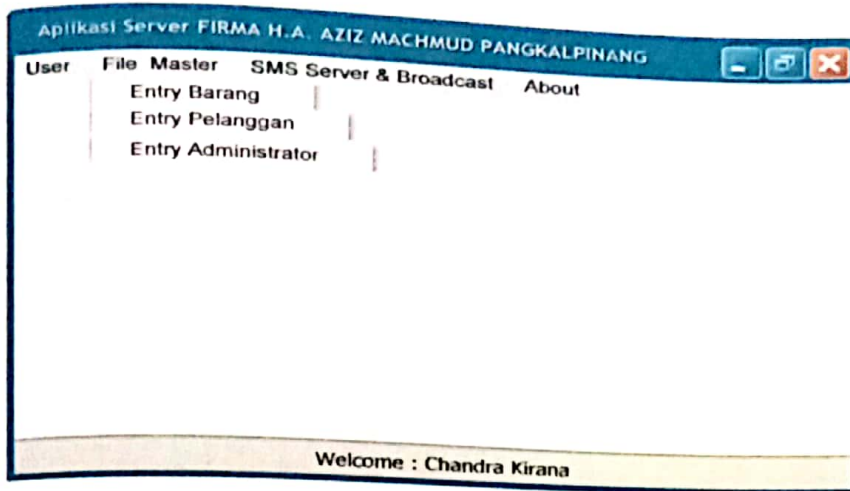 Aplikasi Server FIRMA H.A. AZIZ MACHMUD PANGKALPINANG
User File Master SMS Server & Broadcast About
Entry Barang
Entry Pelanggan
Entry Administrator
Welcome : Chandra Kirana